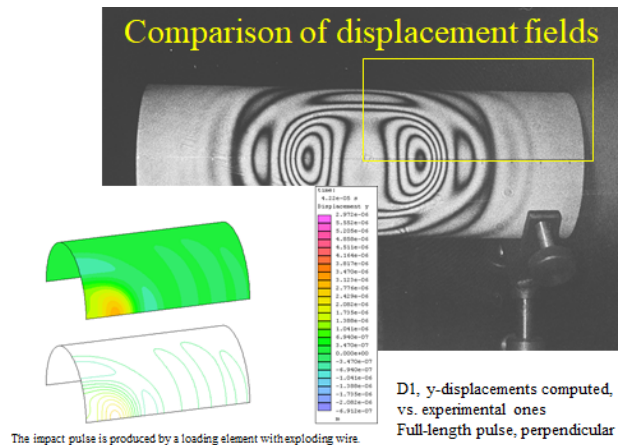 Comparison of displacement fields
time:
4.22e-05 s
Displacement y
2.972e-06
5.552e-06
5.205e-06
4.858e-06
4.511e-06
4.164e-06
3.817e-06
3.470e-06
3.123e-06
2.776e-06
2.429e-06
2.082e-06
1.735e-06
1.388e-06
1.041e-06
6.940e-07
3.470e-07
0.000e+00
-3.470e-07
-6.940e-07
-1.041e-06
-1.388e-06
-1.735e-06
-2.081e-06
-6.912e-07
m
D1, y-displacements computed,
vs. experimental ones
Full-length pulse, perpendicular
The impact pulse is produced by a loading element with exploding wire.